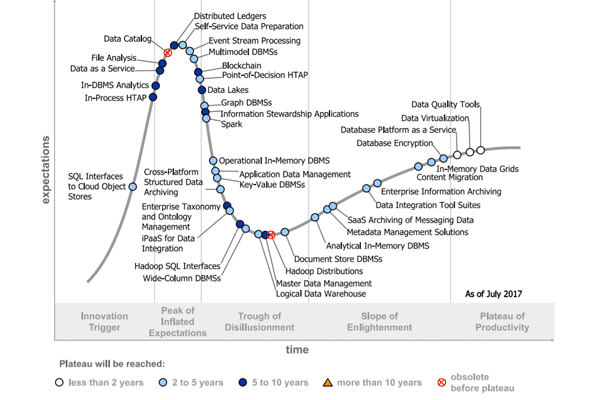 expectations
Data Catalog
File Analysis
Data as a Service
In-DBMS Analytics
In-Process HTAP
SQL Interfaces
to Cloud Object
Stores
Distributed Ledgers
Self-Service Data Preparation
Event Stream Processing
Multimodel DBMSs
Blockchain
Point-of-Decision HTAP
Data Lakes
Graph DBMSs
Information Stewardship Applications
Spark
Operational In-Memory DBMS
Application Data Management
Key-Value DBMSs
Cross-Platform
Structured Data
Archiving
Enterprise Taxonomy
and Ontology
Management
iPaaS for Data
Integration
Hadoop SQL Interfaces
Wide-Column DBMSs
Logical Data Warehouse
Master Data Management
Hadoop Distributions
Document Store DBMSs
Analytical In-Memory DBMS
Metadata Management Solutions
SaaS Archiving of Messaging Data
Data Integration Tool Suites
Enterprise Information Archiving
Content Migration
In-Memory Data Grids
Database Encryption
Database Platform as a Service
Data Virtualization
Data Quality Tools
As of July 2017
Innovation
Trigger
Peak of
Inflated
Expectations
Trough of
Disillusionment
Slope of
Enlightenment
Plateau of
Productivity
time
Plateau will be reached:
less than 2 years
2 to 5 years
5 to 10 years
more than 10 years
obsolete
before plateau